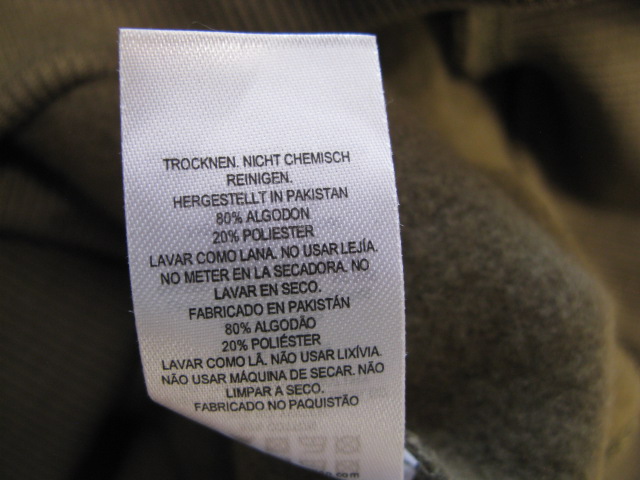 TROCKNEN. NICHT CHEMISCH
REINIGEN.
HERGESTELLT IN PAKISTAN
80% ALGODON
20% POLIESTER
LAVAR COMO LANA. NO USAR LEJÍA.
NO METER EN LA SECADORA. NO
LAVAR EN SECO.
FABRICADO EN PAKISTÁN
80% ALGODÃO
20% POLIÉSTER
LAVAR COMO LÃ. NÃO USAR LIXÍVIA.
NÃO USAR MÁQUINA DE SECAR. NÃO
LIMPAR A SECO.
FABRICADO NO PAQUISTÃO